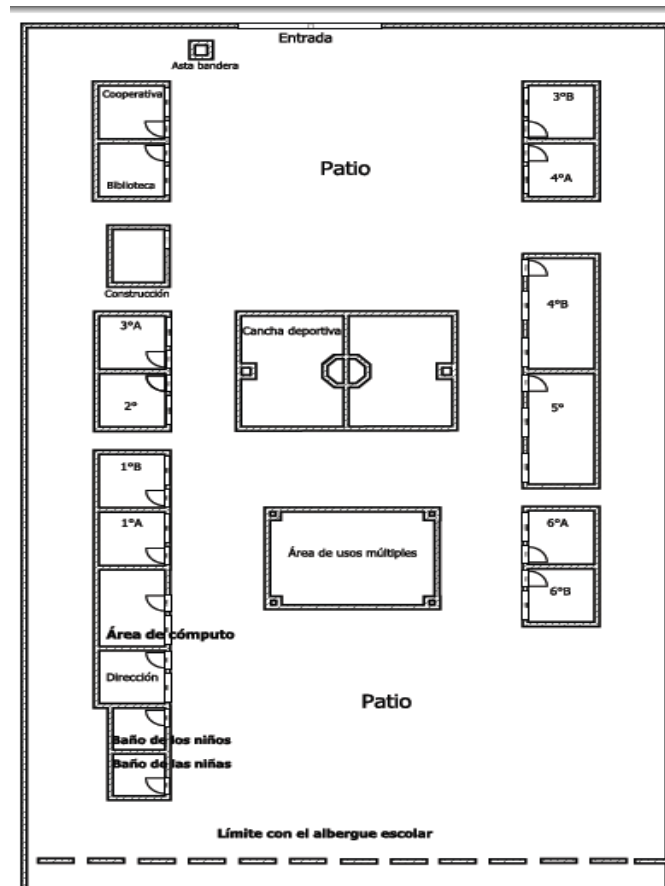 Entrada
Asta bandera
Cooperativa
3°B
Patio
4°A
Biblioteca
Construcción
4°B
3°A
Cancha deportiva
2°
5°
1°B
1°A
6°A
Área de usos múltiples
6°B
Área de cómputo
Dirección
Patio
Baño de los niños
Baño de las niñas
Límite con el albergue escolar